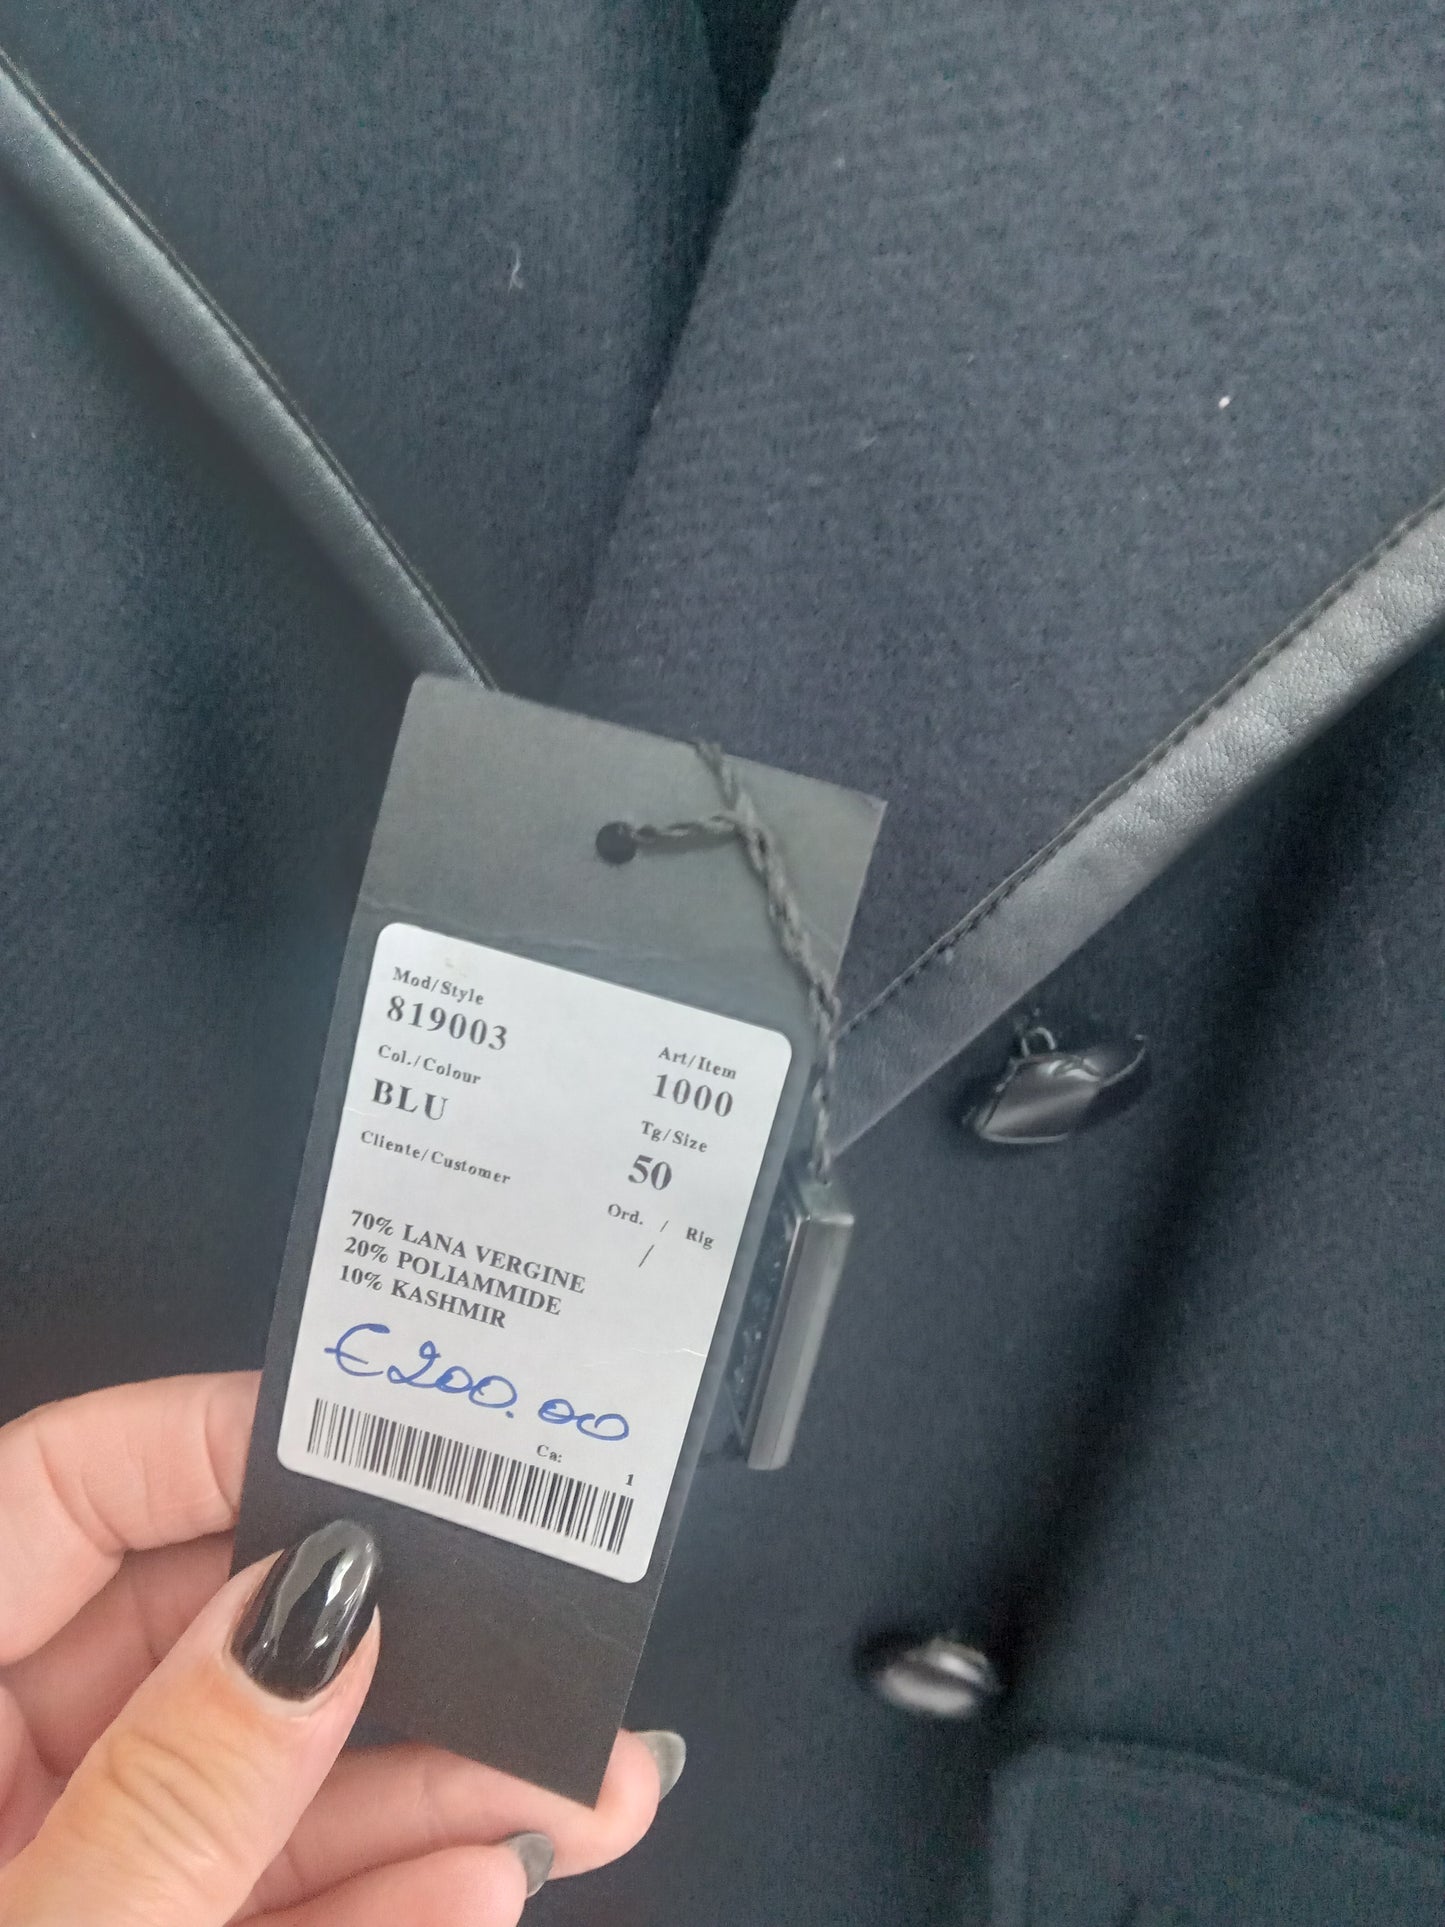 Mod/Style
819003
Art/Item
1000
Col./Colour
BLU
Tg/Size
50
Cliente/Customer
Ord. / Rig
/
70% LANA VERGINE
20% POLIAMMIDE
10% KASHMIR
€200.00
Ca: 1